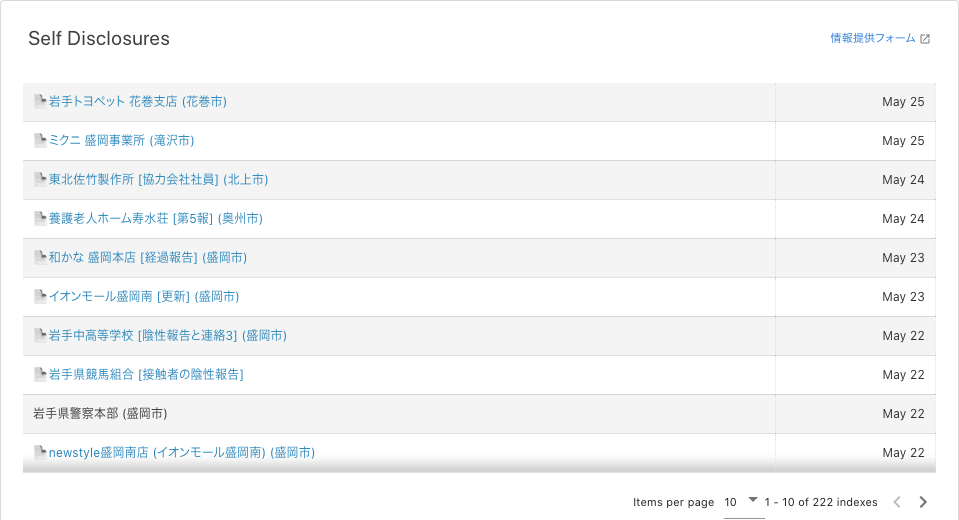 Self Disclosures
情報提供フォーム
岩手トヨペット 花巻支店 (花巻市) May 25
ミクニ 盛岡事業所 (滝沢市) May 25
東北佐竹製作所 [協力会社社員] (北上市) May 24
養護老人ホーム寿水荘 [第5報] (奥州市) May 24
和かな 盛岡本店 [経過報告] (盛岡市) May 23
イオンモール盛岡南 [更新] (盛岡市) May 23
岩手中高等学校 [陰性報告と連絡3] (盛岡市) May 22
岩手県競馬組合 [接触者の陰性報告] May 22
岩手県警察本部 (盛岡市) May 22
newstyle盛岡南店 (イオンモール盛岡南) (盛岡市) May 22
Items per page 10 1 - 10 of 222 indexes